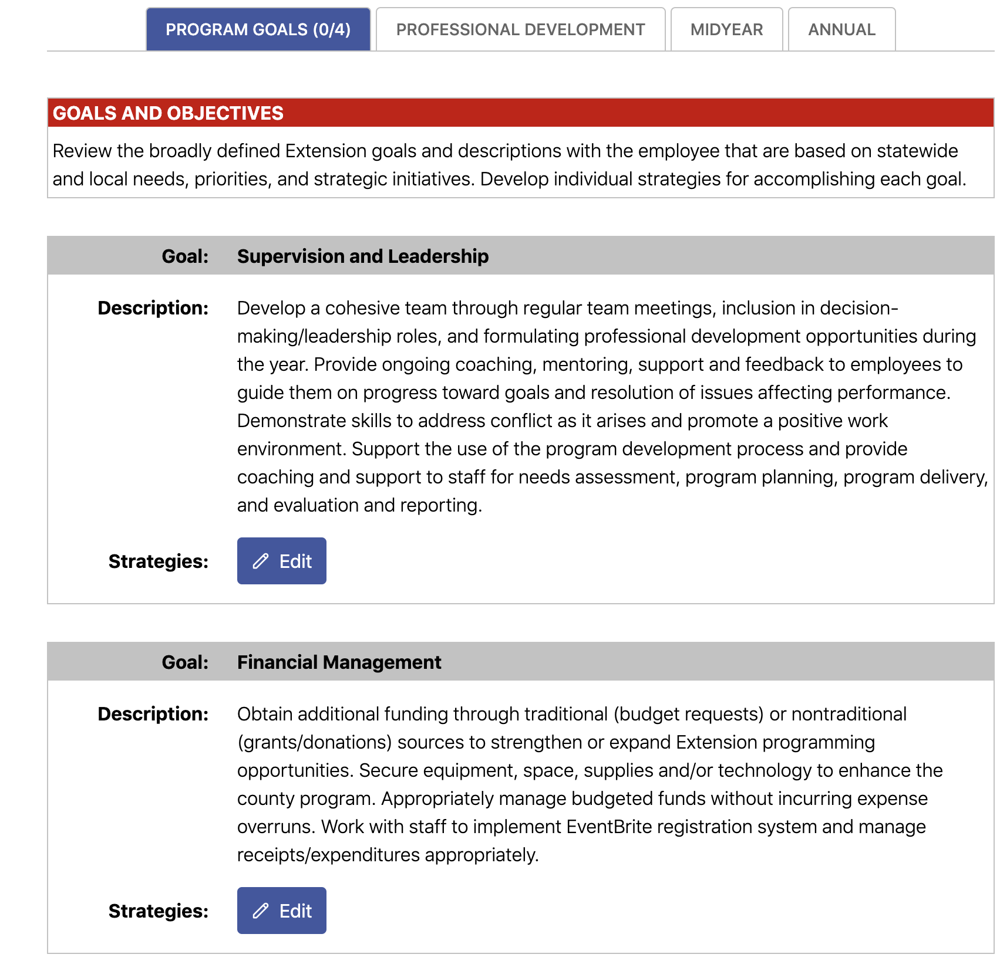 PROGRAM GOALS (0/4) PROFESSIONAL DEVELOPMENT MIDYEAR ANNUAL
GOALS AND OBJECTIVES
Review the broadly defined Extension goals and descriptions with the employee that are based on statewide
and local needs, priorities, and strategic initiatives. Develop individual strategies for accomplishing each goal.
Goal: Supervision and Leadership
Description: Develop a cohesive team through regular team meetings, inclusion in decision-
making/leadership roles, and formulating professional development opportunities during
the year. Provide ongoing coaching, mentoring, support and feedback to employees to
guide them on progress toward goals and resolution of issues affecting performance.
Demonstrate skills to address conflict as it arises and promote a positive work
environment. Support the use of the program development process and provide
coaching and support to staff for needs assessment, program planning, program delivery,
and evaluation and reporting.
Strategies: Edit
Goal: Financial Management
Description: Obtain additional funding through traditional (budget requests) or nontraditional
(grants/donations) sources to strengthen or expand Extension programming
opportunities. Secure equipment, space, supplies and/or technology to enhance the
county program. Appropriately manage budgeted funds without incurring expense
overruns. Work with staff to implement EventBrite registration system and manage
receipts/expenditures appropriately.
Strategies: Edit